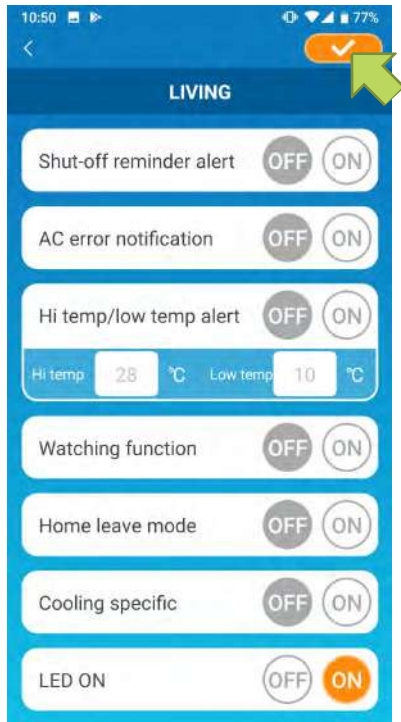 10:50 77%
LIVING
Shut-off reminder alert OFF ON
AC error notification OFF ON
Hi temp/low temp alert OFF ON
Hi temp 28 ℃ Low temp 10 ℃
Watching function OFF ON
Home leave mode OFF ON
Cooling specific OFF ON
LED ON OFF ON